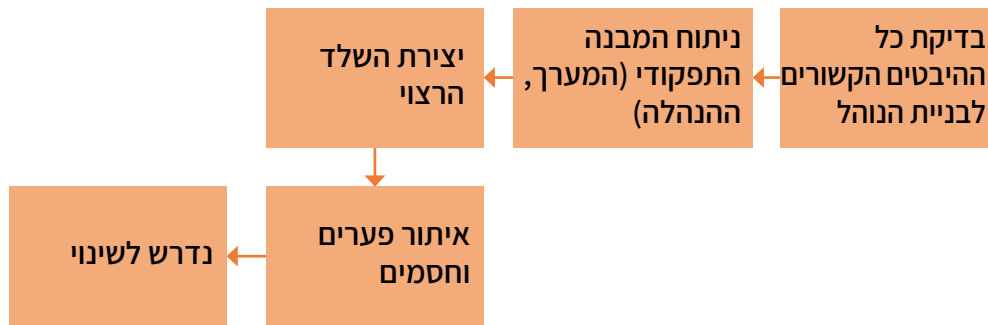 בדיקת כל
ההיבטים הקשורים
לבניית הנוהל
ניתוח המבנה
התפקודי (המערך,
ההנהלה)
יצירת השלד
הרצוי
איתור פערים
וחסמים
נדרש לשינוי